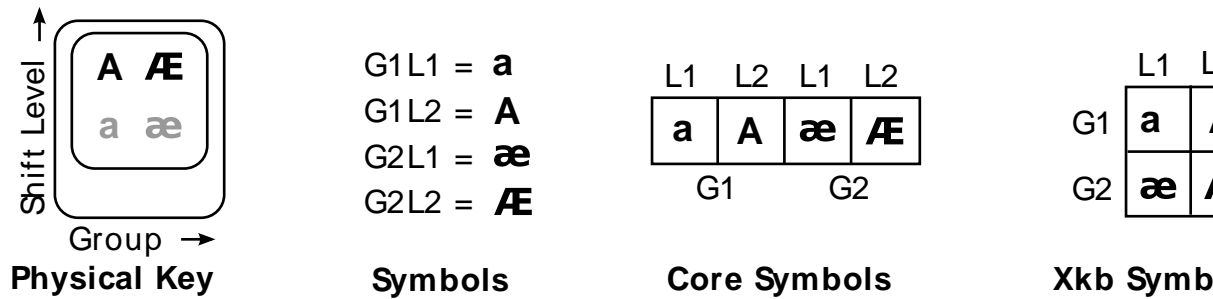 Shift Level →
A Æ
a æ
Group →
Physical Key
G1L1 = a
G1L2 = A
G2L1 = æ
G2L2 = Æ
Symbols
L1 L2 L1 L2
a A æ Æ
G1 G2
Core Symbols
L1
G1 a
G2 æ
Xkb